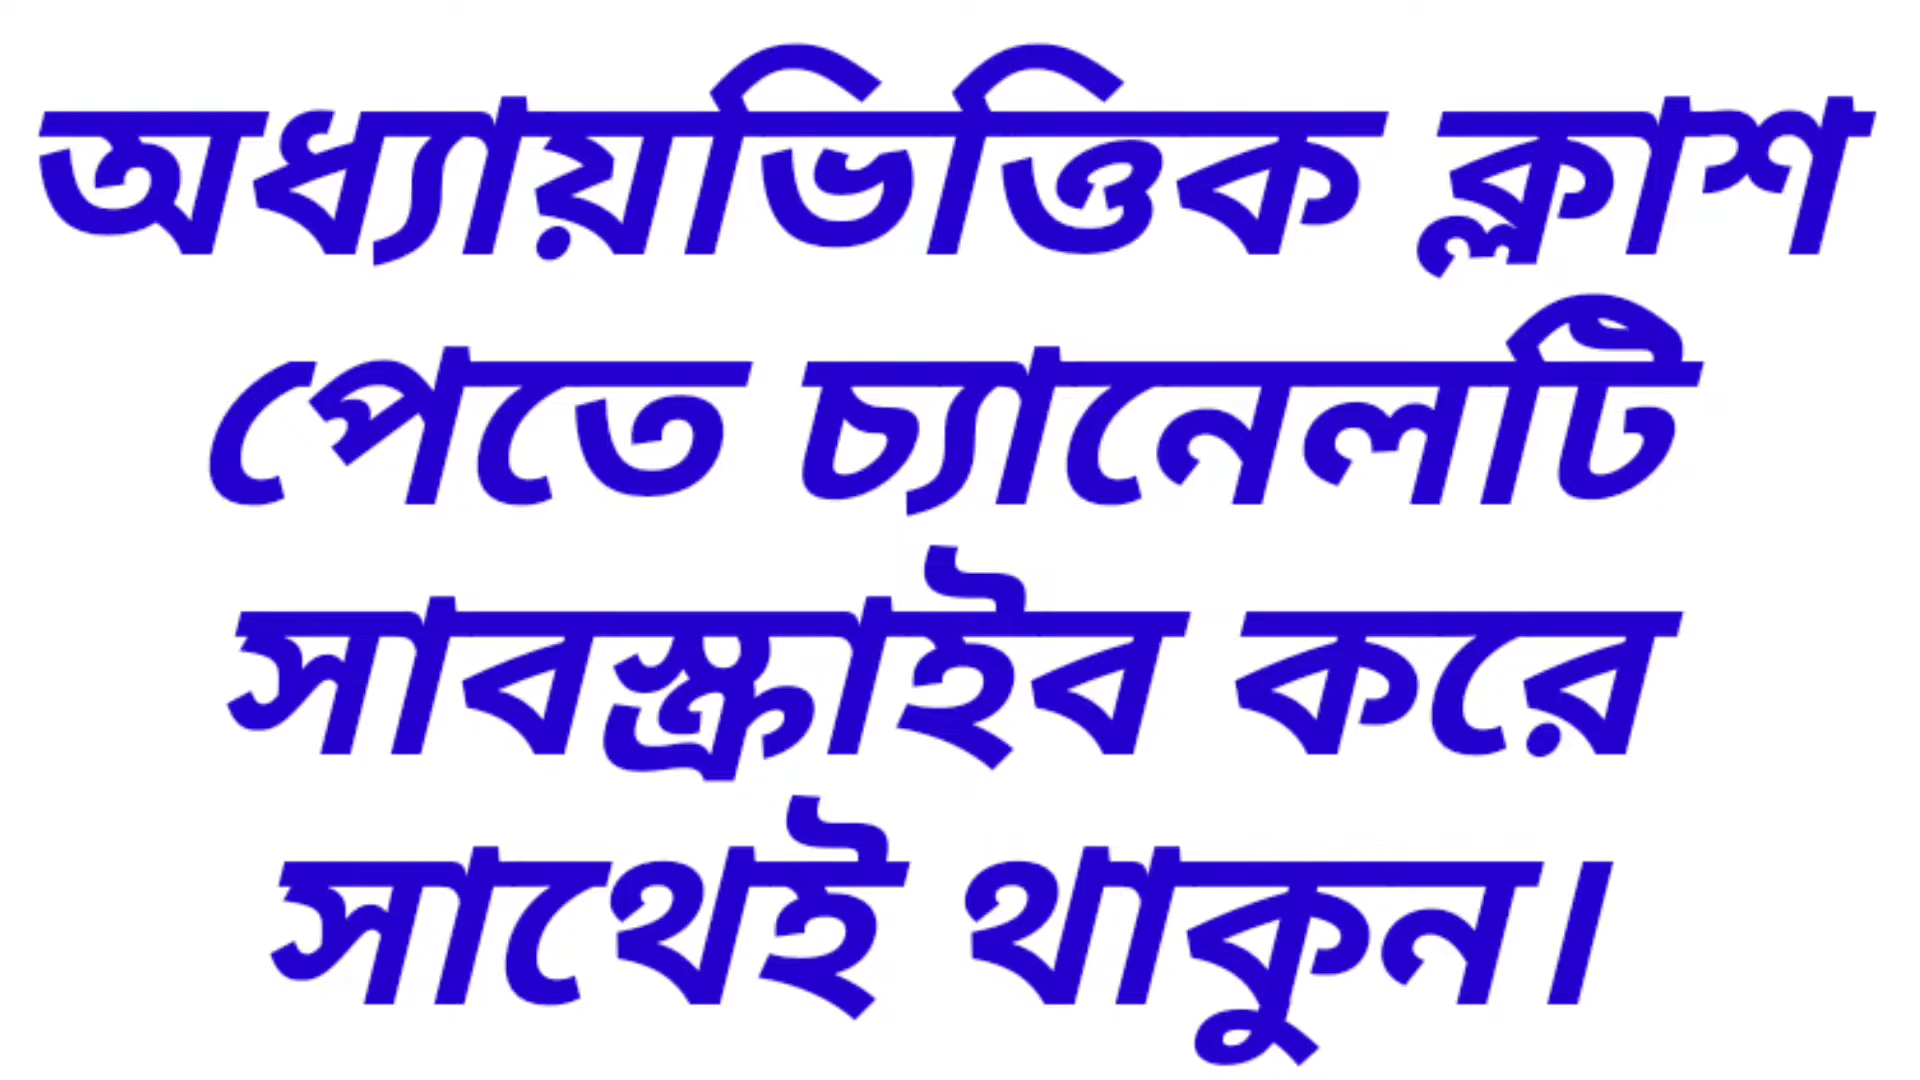 অধ্যায়ভিত্তিক ক্লাশ
পেতে চ্যানেলটি
সাবস্ক্রাইব করে
সাথেই থাকুন।